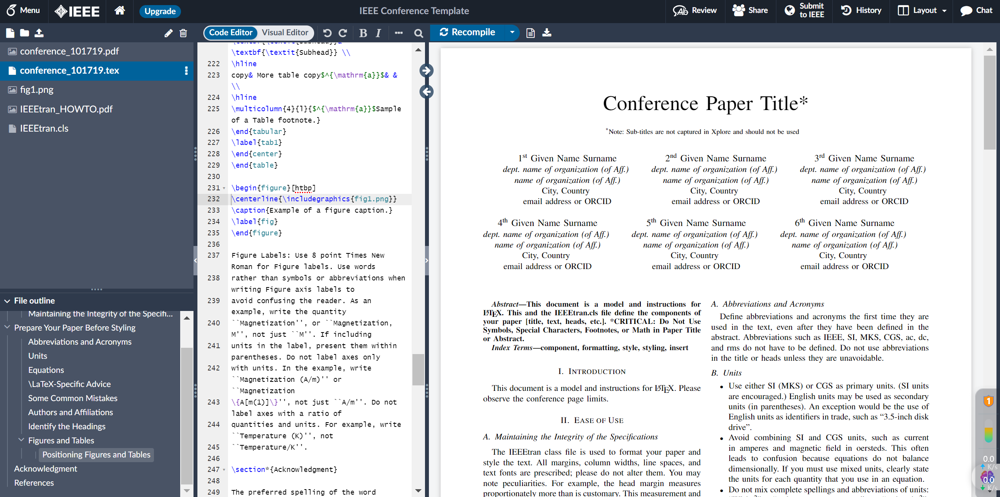 Menu
IEEE
Upgrade
IEEE Conference Template
Review
Share
Submit
to IEEE
History
Layout
Chat
Code Editor
Visual Editor
B
I
Recompile
conference_101719.pdf
conference_101719.tex
fig1.png
IEEEtran_HOWTO.pdf
IEEEtran.cls
File outline
Maintaining the Integrity of the Specifi...
Prepare Your Paper Before Styling
Abbreviations and Acronyms
Units
Equations
\LaTeX-Specific Advice
Some Common Mistakes
Authors and Affiliations
Identify the Headings
Figures and Tables
Positioning Figures and Tables
Acknowledgment
References
\textbf{\textit{Subhead}} \\
222 \hline
223 copy& More table copy$^{\mathrm{a}}$& &
\\
224 \hline
225 \multicolumn{4}{l}{$^{\mathrm{a}}$Sample
of a Table footnote.}
226 \end{tabular}
227 \label{tab1}
228 \end{center}
229 \end{table}
230
231 \begin{figure}[htbp]
232 \centerline{\includegraphics{fig1.png}}
233 \caption{Example of a figure caption.}
234 \label{fig}
235 \end{figure}
236
237 Figure Labels: Use 8 point Times New
Roman for Figure labels. Use words
238 rather than symbols or abbreviations when
writing Figure axis labels to
239 avoid confusing the reader. As an
example, write the quantity
240 ``Magnetization'', or ``Magnetization,
M'', not just ``M''. If including
241 units in the label, present them within
parentheses. Do not label axes only
242 with units. In the example, write
``Magnetization (A/m)'' or
``Magnetization
243 \{A[m(1)]\}'', not just ``A/m''. Do not
label axes with a ratio of
244 quantities and units. For example, write
``Temperature (K)'', not
245 ``Temperature/K''.
246
247 \section*{Acknowledgment}
248
249 The preferred spelling of the word
Conference Paper Title*
*Note: Sub-titles are not captured in Xplore and should not be used
1st Given Name Surname
dept. name of organization (of Aff.)
name of organization (of Aff.)
City, Country
email address or ORCID
2nd Given Name Surname
dept. name of organization (of Aff.)
name of organization (of Aff.)
City, Country
email address or ORCID
3rd Given Name Surname
dept. name of organization (of Aff.)
name of organization (of Aff.)
City, Country
email address or ORCID
4th Given Name Surname
dept. name of organization (of Aff.)
name of organization (of Aff.)
City, Country
email address or ORCID
5th Given Name Surname
dept. name of organization (of Aff.)
name of organization (of Aff.)
City, Country
email address or ORCID
6th Given Name Surname
dept. name of organization (of Aff.)
name of organization (of Aff.)
City, Country
email address or ORCID
Abstract—This document is a model and instructions for
LATEX. This and the IEEEtran.cls file define the components of
your paper [title, text, heads, etc.]. *CRITICAL: Do Not Use
Symbols, Special Characters, Footnotes, or Math in Paper Title
or Abstract.
Index Terms—component, formatting, style, styling, insert
I. INTRODUCTION
This document is a model and instructions for LATEX. Please
observe the conference page limits.
II. EASE OF USE
A. Maintaining the Integrity of the Specifications
The IEEEtran class file is used to format your paper and
style the text. All margins, column widths, line spaces, and
text fonts are prescribed; please do not alter them. You may
note peculiarities. For example, the head margin measures
proportionately more than is customary. This measurement and
A. Abbreviations and Acronyms
Define abbreviations and acronyms the first time they are
used in the text, even after they have been defined in the
abstract. Abbreviations such as IEEE, SI, MKS, CGS, ac, dc,
and rms do not have to be defined. Do not use abbreviations
in the title or heads unless they are unavoidable.
B. Units
• Use either SI (MKS) or CGS as primary units. (SI units
are encouraged.) English units may be used as secondary
units (in parentheses). An exception would be the use of
English units as identifiers in trade, such as “3.5-inch disk
drive”.
• Avoid combining SI and CGS units, such as current
in amperes and magnetic field in oersteds. This often
leads to confusion because equations do not balance
dimensionally. If you must use mixed units, clearly state
the units for each quantity that you use in an equation.
• Do not mix complete spellings and abbreviations of units:
1
0.0
K/s
0.0
K/s